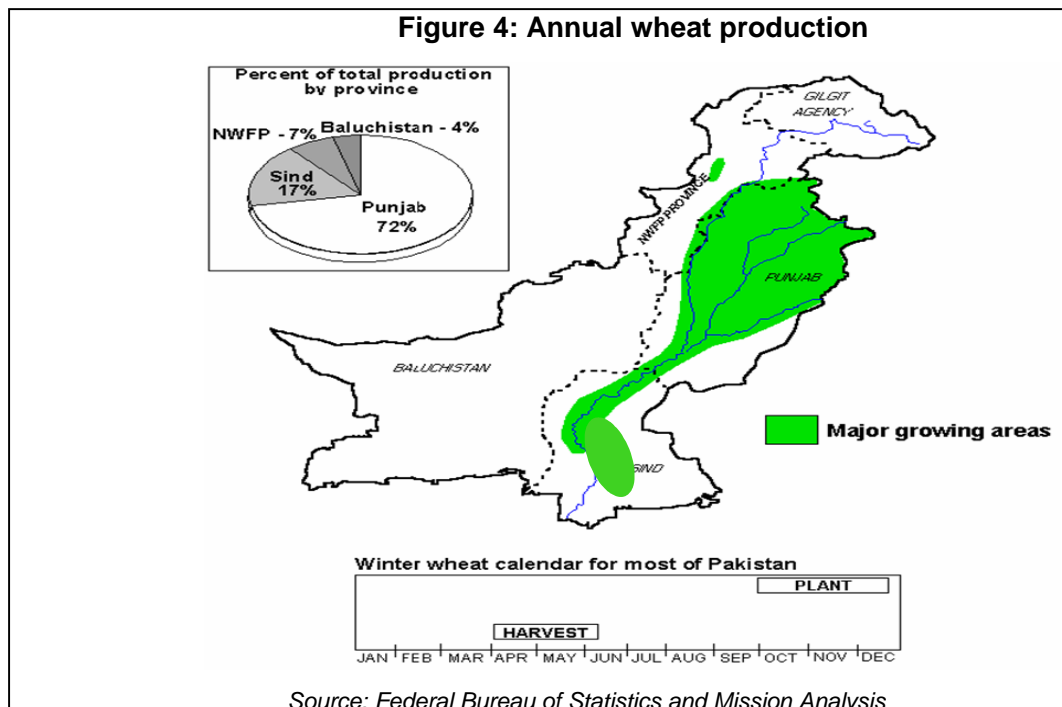 Figure 4: Annual wheat production
Percent of total production
by province
NWFP - 7%
Baluchistan - 4%
Sind
17%
Punjab
72%
GILGIT
AGENCY
NWFP PROVINCE
PUNJAB
BALUCHISTAN
SIND
Major growing areas
Winter wheat calendar for most of Pakistan
PLANT
HARVEST
JAN FEB MAR APR MAY JUN JUL AUG SEP OCT NOV DEC
Source: Federal Bureau of Statistics and Mission Analysis